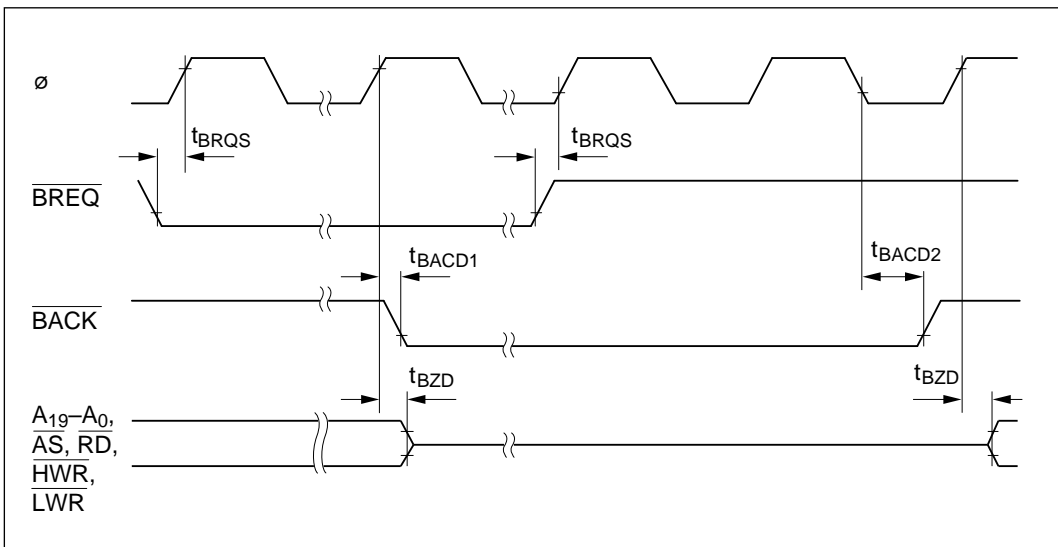 ø
tBRQS
tBRQS
BREQ
tBACD1
tBACD2
BACK
tBZD
tBZD
A19–A0,
AS, RD,
HWR,
LWR